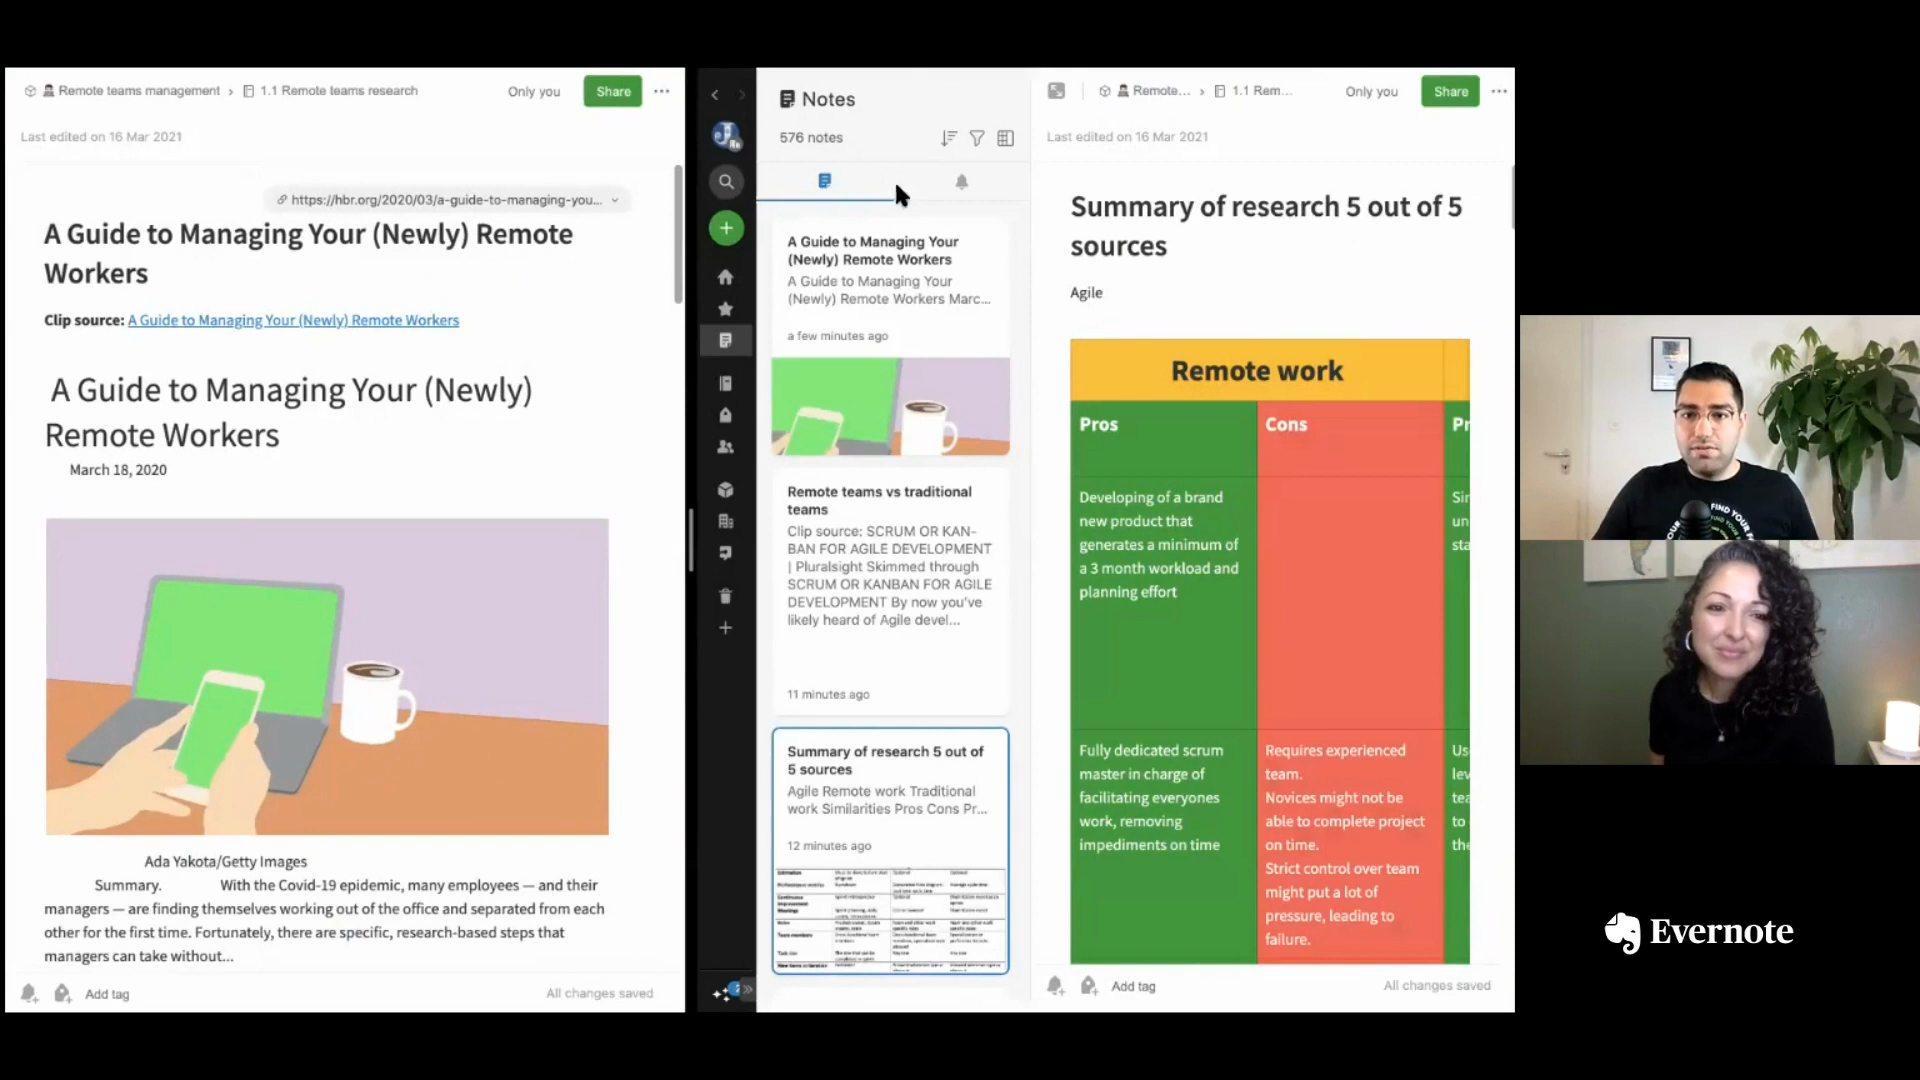 Remote teams management › 1.1 Remote teams research
Only you
Share
Last edited on 16 Mar 2021
https://hbr.org/2020/03/a-guide-to-managing-you...
A Guide to Managing Your (Newly) Remote
Workers
Clip source: A Guide to Managing Your (Newly) Remote Workers
A Guide to Managing Your (Newly)
Remote Workers
March 18, 2020
Ada Yakota/Getty Images
Summary. With the Covid-19 epidemic, many employees — and their
managers — are finding themselves working out of the office and separated from each
other for the first time. Fortunately, there are specific, research-based steps that
managers can take without...
Add tag
All changes saved
Notes
576 notes
A Guide to Managing Your
(Newly) Remote Workers
A Guide to Managing Your
(Newly) Remote Workers Marc...
a few minutes ago
Remote teams vs traditional
teams
Clip source: SCRUM OR KAN-
BAN FOR AGILE DEVELOPMENT
| Pluralsight Skimmed through
SCRUM OR KANBAN FOR AGILE
DEVELOPMENT By now you've
likely heard of Agile devel...
11 minutes ago
Summary of research 5 out of
5 sources
Agile Remote work Traditional
work Similarities Pros Cons Pr...
12 minutes ago
Remote... › 1.1 Rem...
Only you
Share
Last edited on 16 Mar 2021
Summary of research 5 out of 5
sources
Agile
Remote work
Pros
Cons
Pr
Developing of a brand
new product that
generates a minimum of
a 3 month workload and
planning effort
Sir
un
sta
Fully dedicated scrum
master in charge of
facilitating everyones
work, removing
impediments on time
Requires experienced
team.
Novices might not be
able to complete project
on time.
Strict control over team
might put a lot of
pressure, leading to
failure.
Us
lev
tea
to
the
Add tag
All changes saved
FIND YOUR
Evernote